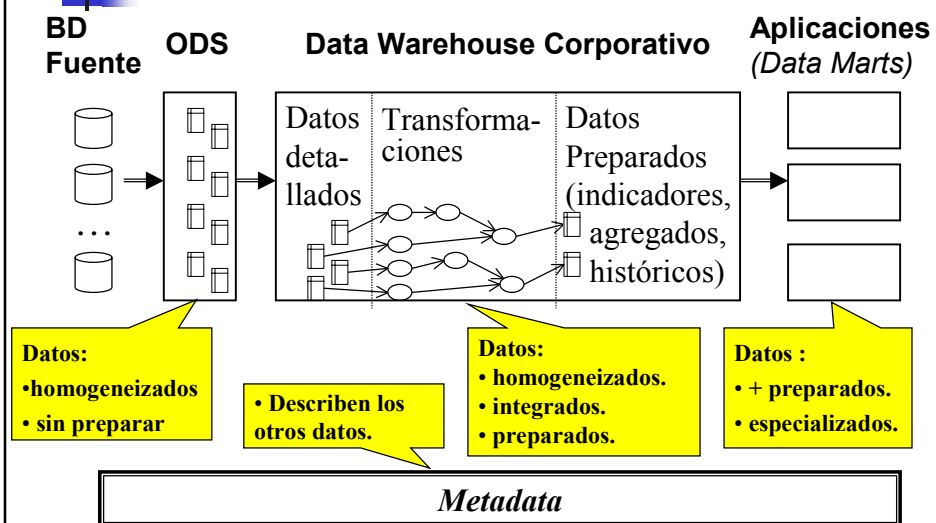 BD
Fuente
ODS
Data Warehouse Corporativo
Aplicaciones
(Data Marts)
Datos
deta-
llados
Transforma-
ciones
Datos
Preparados
(indicadores,
agregados,
históricos)
...
Datos:
•homogeneizados
• sin preparar
• Describen los
otros datos.
Datos:
• homogeneizados.
• integrados.
• preparados.
Datos :
• + preparados.
• especializados.
Metadata